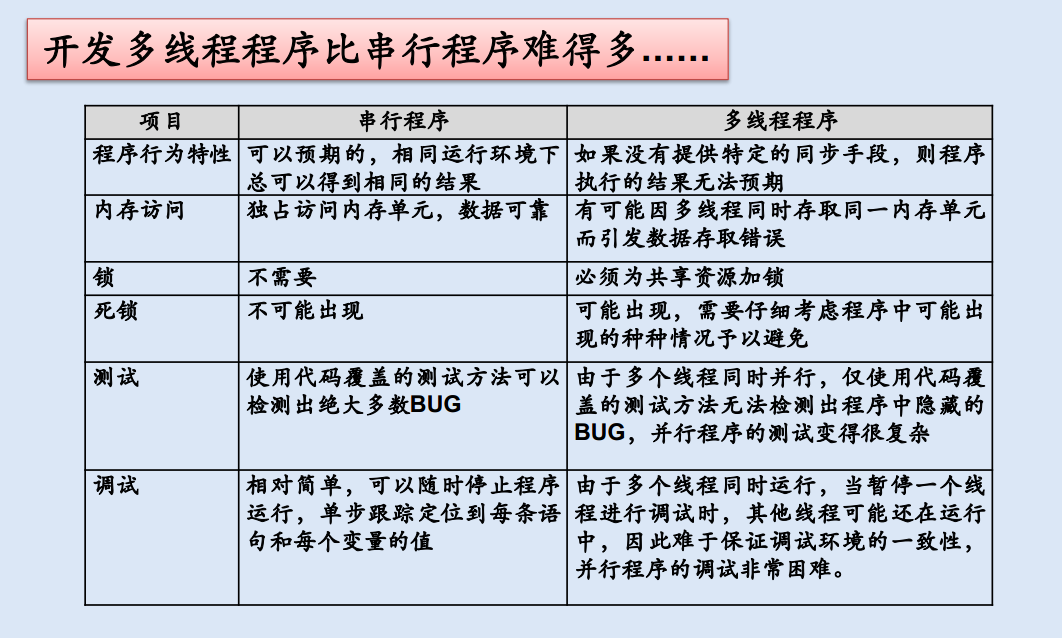 开发多线程程序比串行程序难得多......
项目 串行程序 多线程程序
程序行为特性
可以预期的，相同运行环境下
总可以得到相同的结果
如果没有提供特定的同步手段，则程序
执行的结果无法预期
内存访问
独占访问内存单元，数据可靠
有可能因多线程同时存取同一内存单元
而引发数据存取错误
锁
不需要
必须为共享资源加锁
死锁
不可能出现
可能出现，需要仔细考虑程序中可能出
现的种种情况予以避免
测试
使用代码覆盖的测试方法可以
检测出绝大多数BUG
由于多个线程同时并行，仅使用代码覆
盖的测试方法无法检测出程序中隐藏的
BUG，并行程序的测试变得很复杂
调试
相对简单，可以随时停止程序
运行，单步跟踪定位到每条语
句和每个变量的值
由于多个线程同时运行，当暂停一个线
程进行调试时，其他线程可能还在运行
中，因此难于保证调试环境的一致性，
并行程序的调试非常困难。